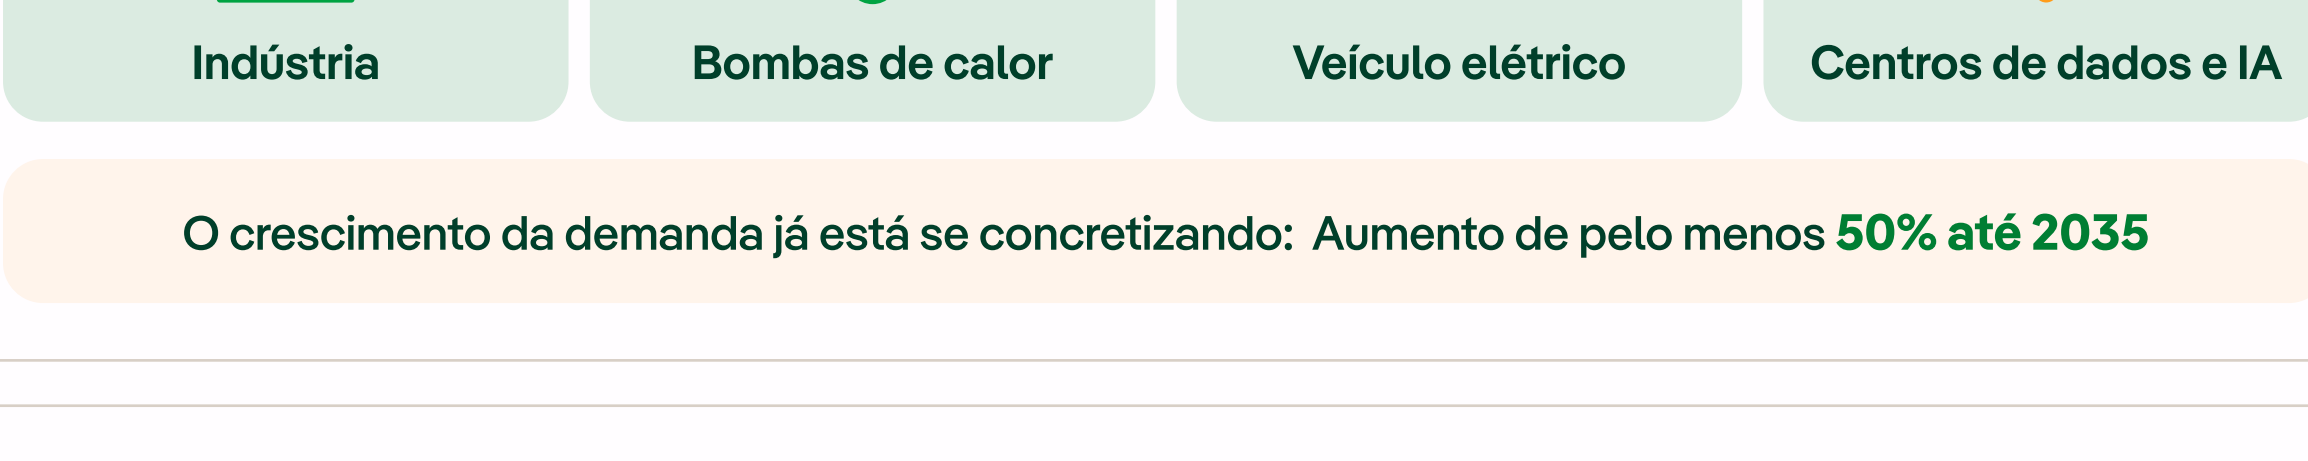 Indústria
Bombas de calor
Veículo elétrico
Centros de dados e IA
O crescimento da demanda já está se concretizando: Aumento de pelo menos 50% até 2035